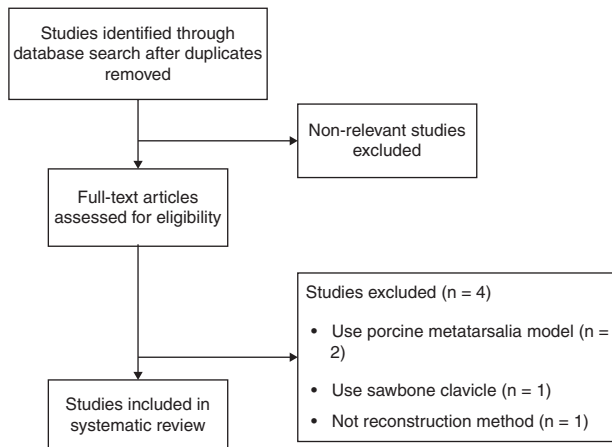 Studies identified through
database search after duplicates
removed
Non-relevant studies
excluded
Full-text articles
assessed for eligibility
Studies excluded (n = 4)
• Use porcine metatarsalia model (n =
2)
• Use sawbone clavicle (n = 1)
• Not reconstruction method (n = 1)
Studies included in
systematic review